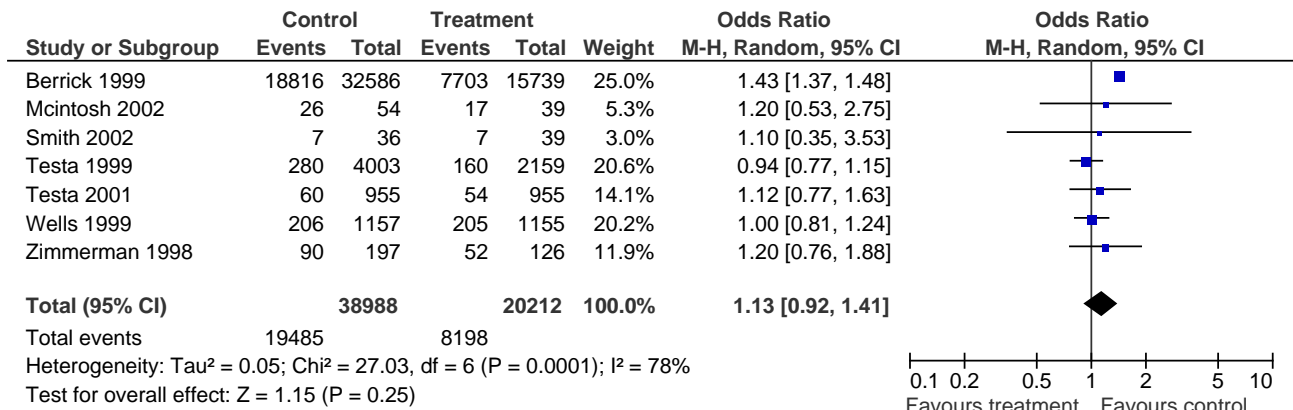 Control Treatment Odds Ratio Odds Ratio
Study or Subgroup Events Total Events Total Weight M-H, Random, 95% CI M-H, Random, 95% CI
Berrick 1999 18816 32586 7703 15739 25.0% 1.43 [1.37, 1.48]
Mcintosh 2002 26 54 17 39 5.3% 1.20 [0.53, 2.75]
Smith 2002 7 36 7 39 3.0% 1.10 [0.35, 3.53]
Testa 1999 280 4003 160 2159 20.6% 0.94 [0.77, 1.15]
Testa 2001 60 955 54 955 14.1% 1.12 [0.77, 1.63]
Wells 1999 206 1157 205 1155 20.2% 1.00 [0.81, 1.24]
Zimmerman 1998 90 197 52 126 11.9% 1.20 [0.76, 1.88]
Total (95% CI) 38988 20212 100.0% 1.13 [0.92, 1.41]
Total events 19485 8198
Heterogeneity: Tau² = 0.05; Chi² = 27.03, df = 6 (P = 0.0001); I² = 78%
Test for overall effect: Z = 1.15 (P = 0.25)
0.1 0.2 0.5 1 2 5 10
Favours treatment Favours control